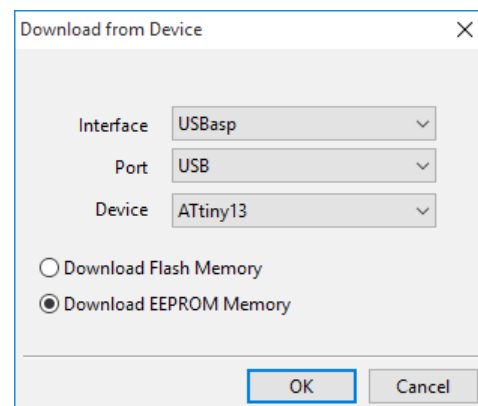 Download from Device
Interface USBasp
Port USB
Device ATtiny13
Download Flash Memory
Download EEPROM Memory
OK Cancel